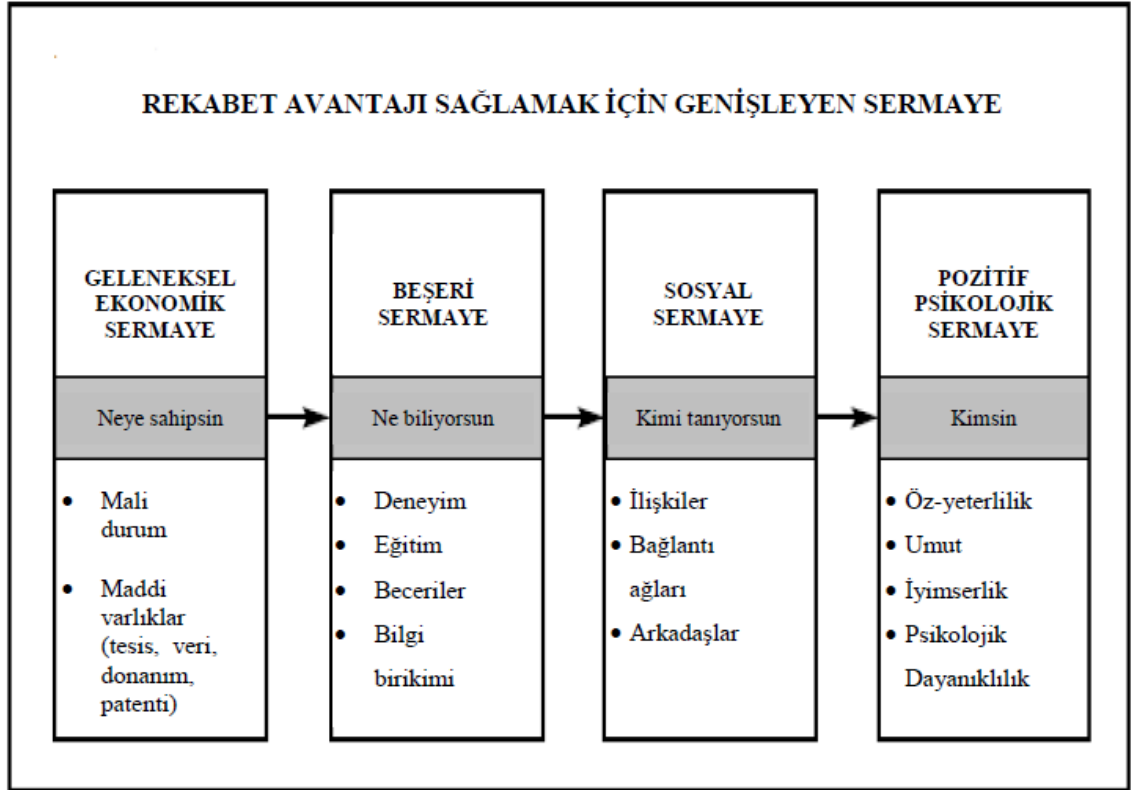 REKABET AVANTAJI SAĞLAMAK İÇİN GENİŞLEYEN SERMAYE
GELENEKSEL
EKONOMİK
SERMAYE
Neye sahipsin
• Mali
durum
• Maddi
varlıklar
(tesis, veri,
donanım,
patenti)
BEŞERİ
SERMAYE
Ne biliyorsun
• Deneyim
• Eğitim
• Beceriler
• Bilgi
birikimi
SOSYAL
SERMAYE
Kimi tanıyorsun
• İlişkiler
• Bağlantı
ağları
• Arkadaşlar
POZİTİF
PSİKOLOJİK
SERMAYE
Kimsin
• Öz-yeterlilik
• Umut
• İyimserlik
• Psikolojik
Dayanıklılık